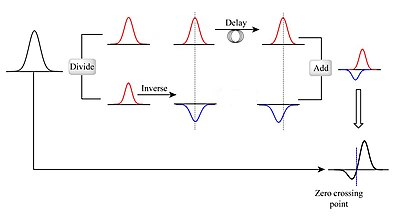 Delay
Divide
Add
Inverse
Zero crossing
point